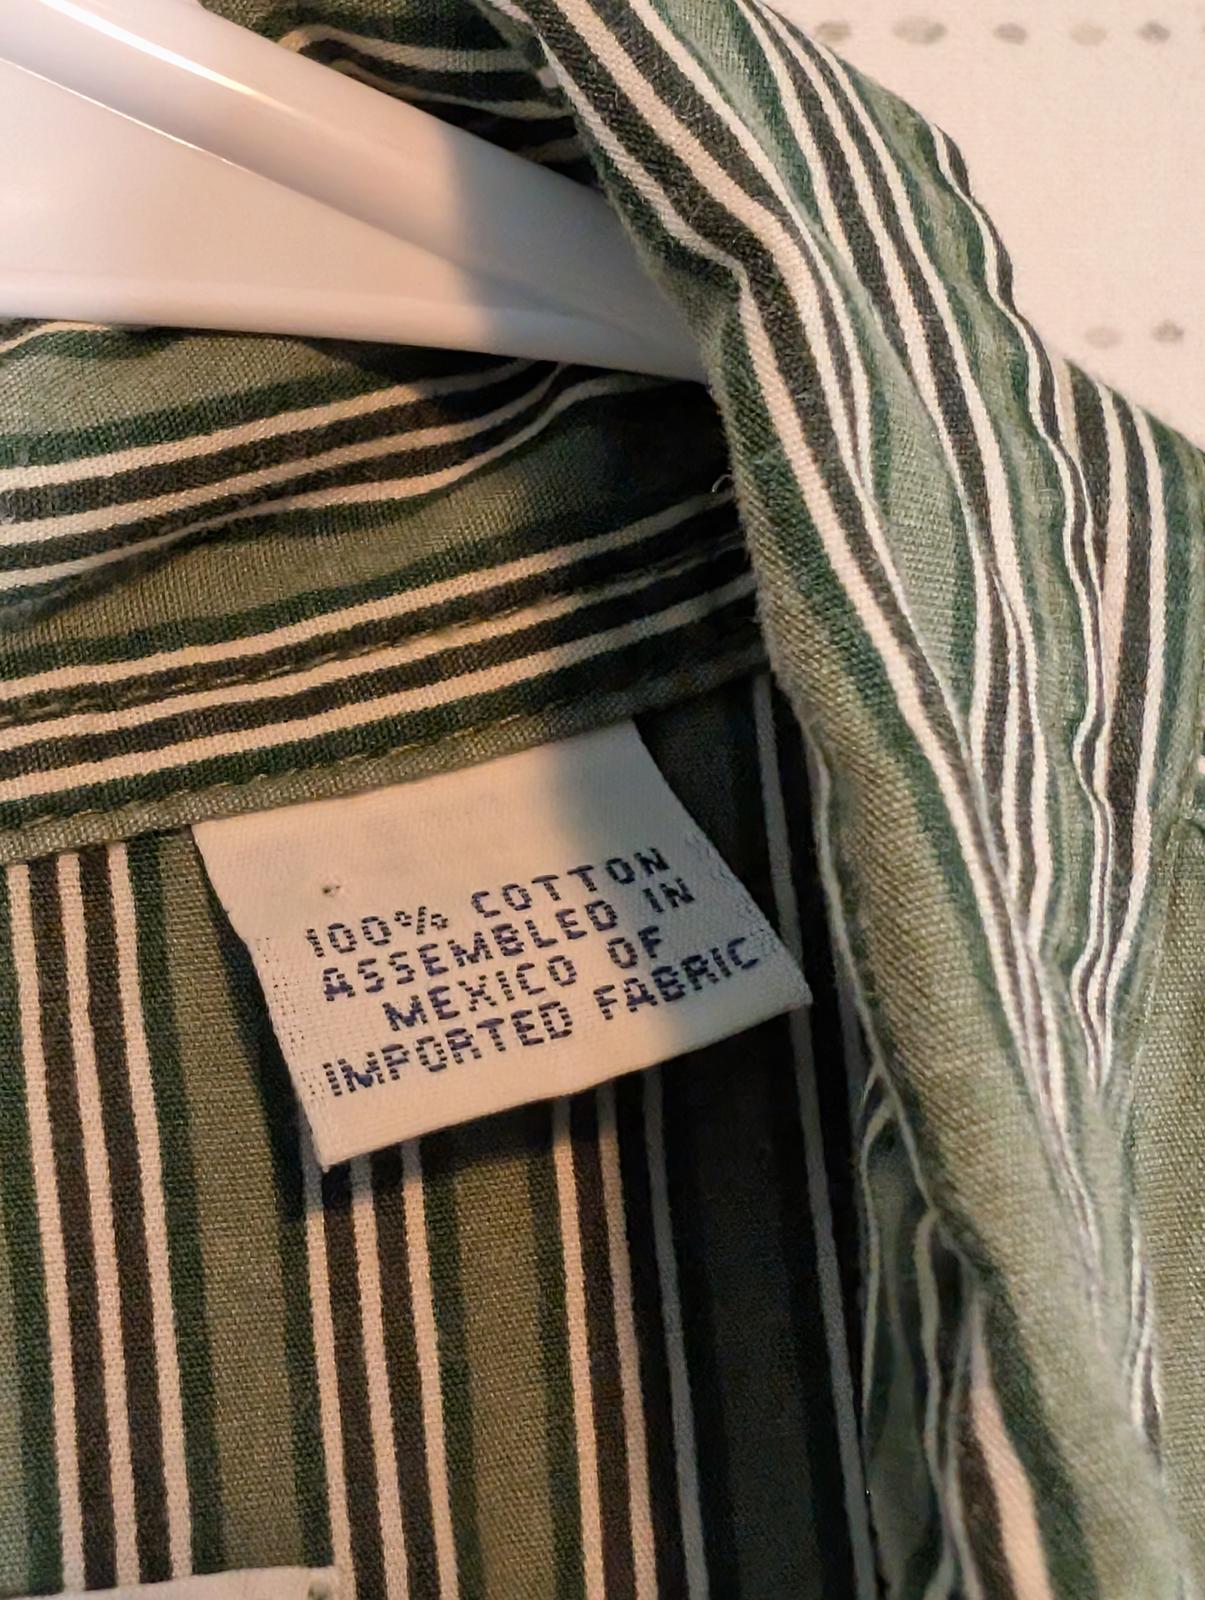 100% COTTON
ASSEMBLED IN
MEXICO OF
IMPORTED FABRIC